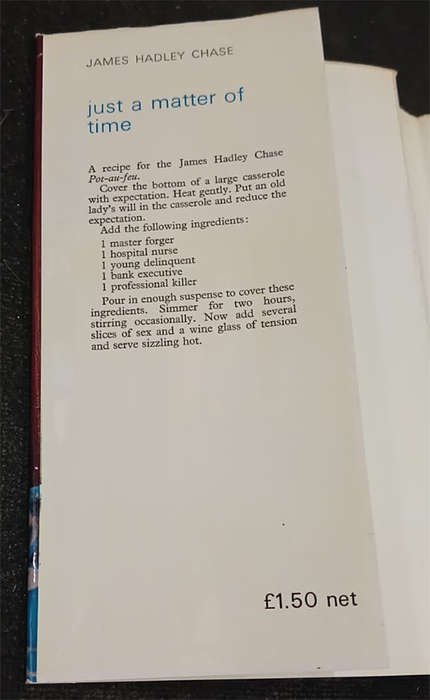 JAMES HADLEY CHASE
just a matter of
time
A recipe for the James Hadley Chase
Pot-au-feu.
Cover the bottom of a large casserole
with expectation. Heat gently. Put an old
lady's will in the casserole and reduce the
expectation.
Add the following ingredients:
1 master forger
1 hospital nurse
1 young delinquent
1 bank executive
1 professional killer
Pour in enough suspense to cover these
ingredients. Simmer for two hours,
stirring occasionally. Now add several
slices of sex and a wine glass of tension
and serve sizzling hot.
£1.50 net